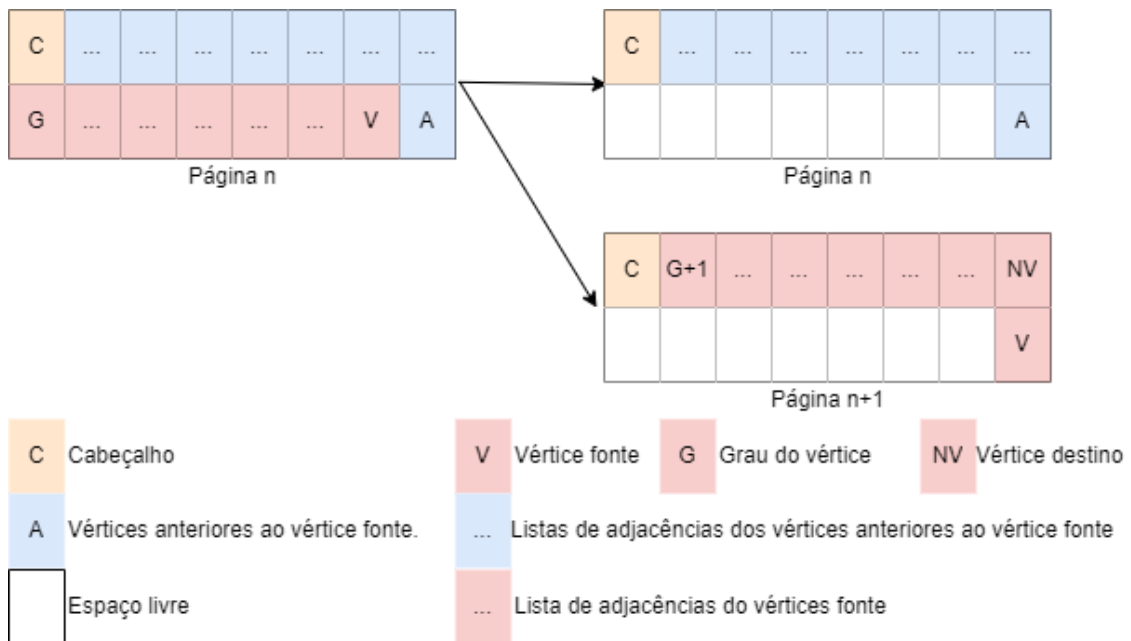 C ... ... ... ... ... ... ...
G ... ... ... ... ... V A
Página n
C ... ... ... ... ... ... ...
A
Página n
C G+1 ... ... ... ... ... NV
V
Página n+1
C Cabeçalho
V Vértice fonte
G Grau do vértice
NV Vértice destino
A Vértices anteriores ao vértice fonte.
... Listas de adjacências dos vértices anteriores ao vértice fonte
Espaço livre
... Lista de adjacências do vértices fonte